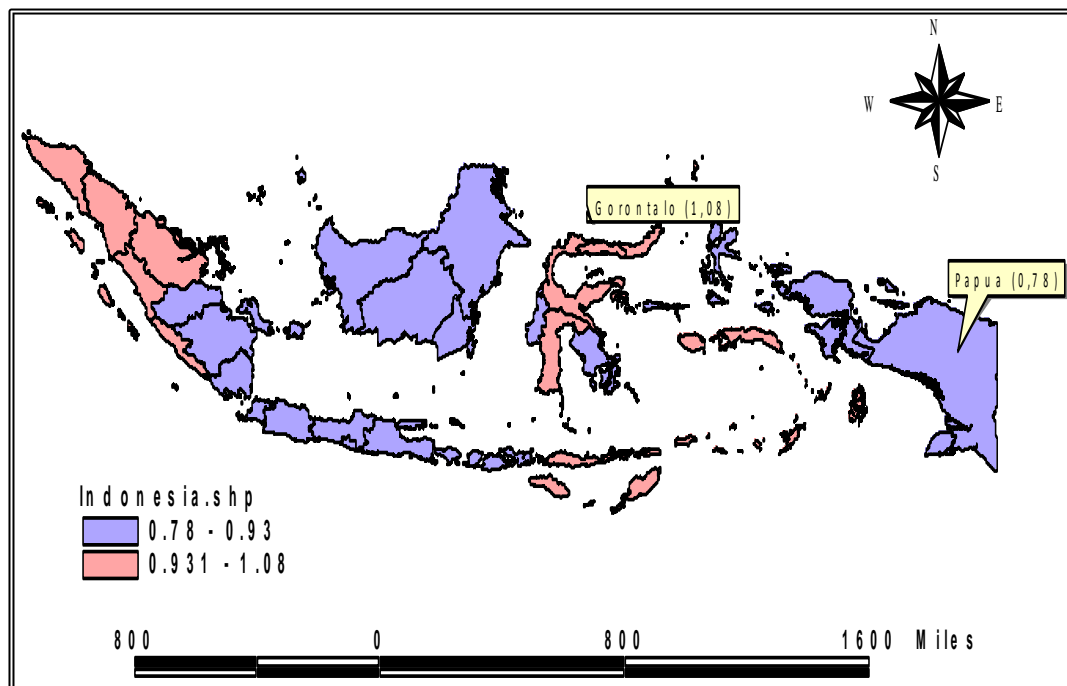 N
W E
S
Gorontalo (1,08)
Papua (0,78)
Indonesia.shp
0.78 - 0.93
0.931 - 1.08
800 0 800 1600 Miles